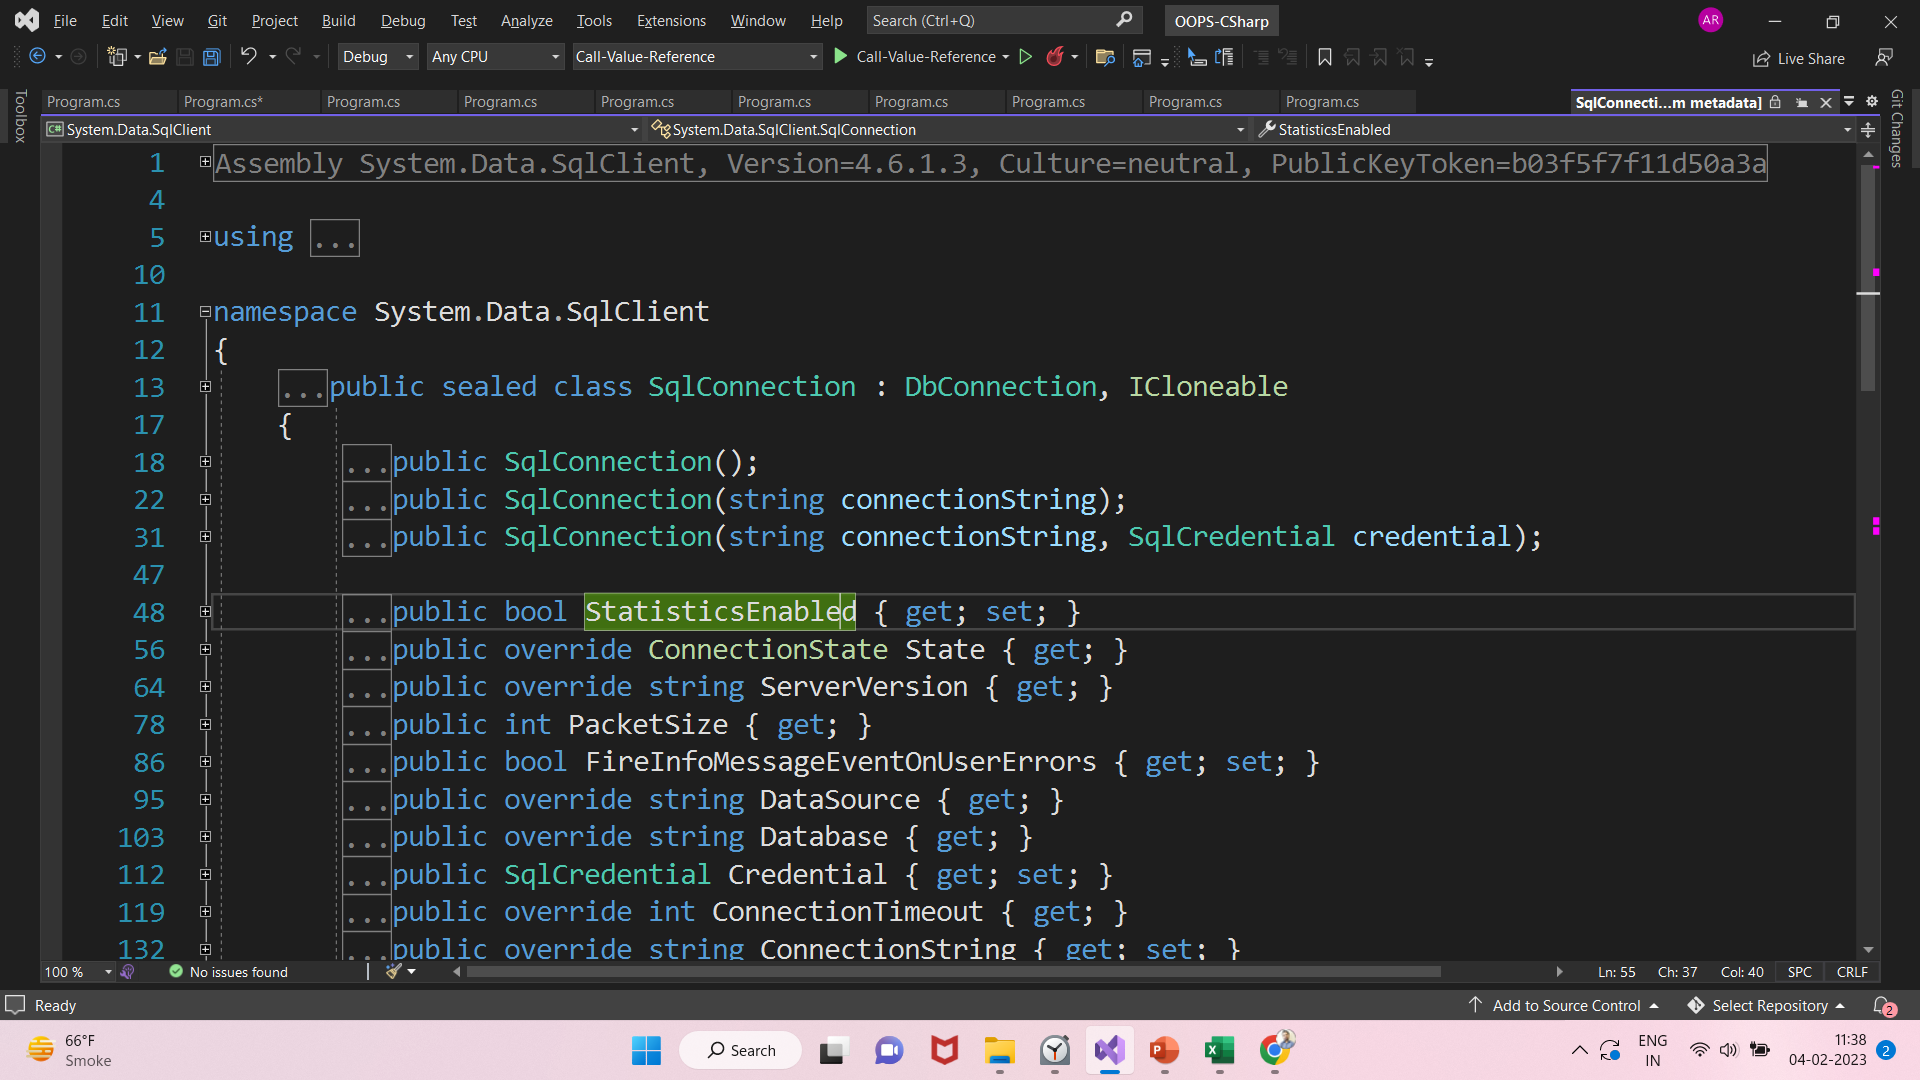 File Edit View Git Project Build Debug Test Analyze Tools Extensions Window Help Search (Ctrl+Q) OOPS-CSharp AR
Debug Any CPU Call-Value-Reference Call-Value-Reference Live Share
Toolbox
Program.cs Program.cs* Program.cs Program.cs Program.cs Program.cs Program.cs Program.cs Program.cs Program.cs SqlConnecti...m metadata]
Git Changes
C# System.Data.SqlClient System.Data.SqlClient.SqlConnection StatisticsEnabled
1 Assembly System.Data.SqlClient, Version=4.6.1.3, Culture=neutral, PublicKeyToken=b03f5f7f11d50a3a
4
5 using ...
10
11 namespace System.Data.SqlClient
12 {
13 ...public sealed class SqlConnection : DbConnection, ICloneable
17 {
18 ...public SqlConnection();
22 ...public SqlConnection(string connectionString);
31 ...public SqlConnection(string connectionString, SqlCredential credential);
47
48 ...public bool StatisticsEnabled { get; set; }
56 ...public override ConnectionState State { get; }
64 ...public override string ServerVersion { get; }
78 ...public int PacketSize { get; }
86 ...public bool FireInfoMessageEventOnUserErrors { get; set; }
95 ...public override string DataSource { get; }
103 ...public override string Database { get; }
112 ...public SqlCredential Credential { get; set; }
119 ...public override int ConnectionTimeout { get; }
132 ...public override string ConnectionString { get; set; }
100 % No issues found Ln: 55 Ch: 37 Col: 40 SPC CRLF
Ready Add to Source Control Select Repository 2
66°F
Smoke
Search
ENG
IN
11:38
04-02-2023
2